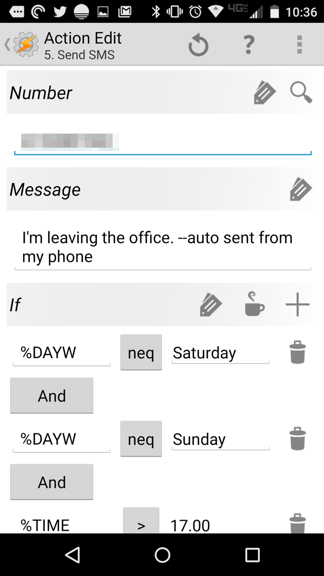 4G
10:36
Action Edit
5. Send SMS
Number
Message
I'm leaving the office. --auto sent from
my phone
If
%DAYW neq Saturday
And
%DAYW neq Sunday
And
%TIME > 17.00